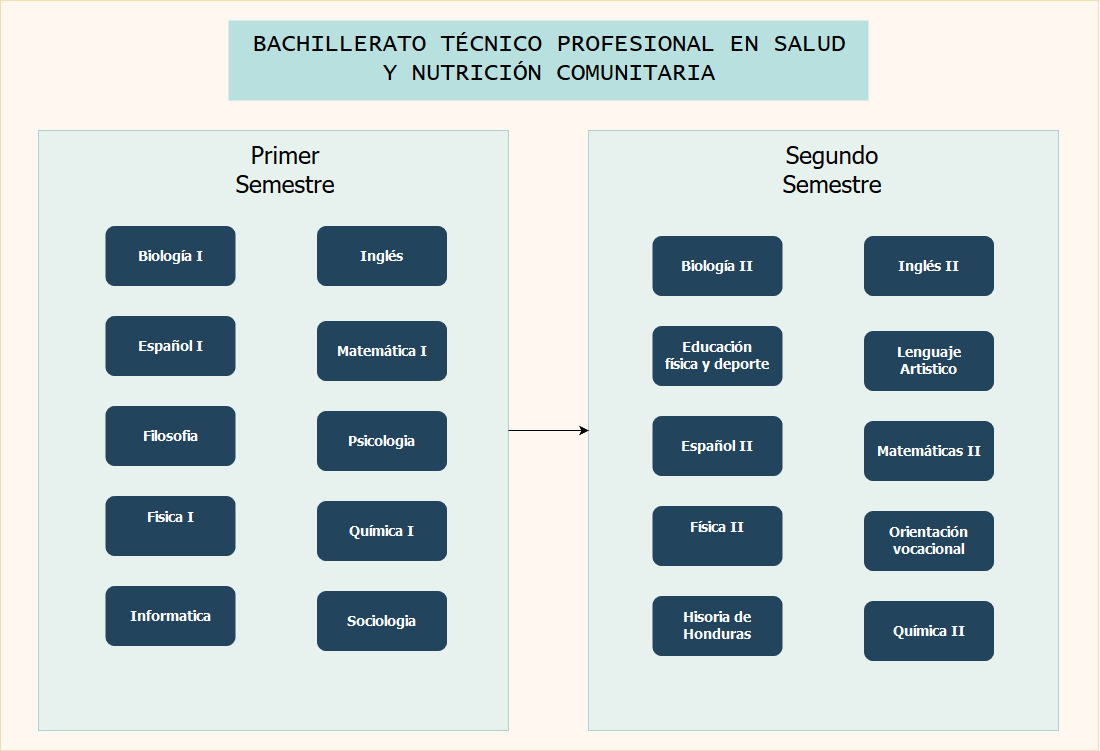 BACHILLERATO TÉCNICO PROFESIONAL EN SALUD
Y NUTRICIÓN COMUNITARIA
Primer
Semestre
Biología I
Inglés
Español I
Matemática I
Filosofia
Psicologia
Fisica I
Química I
Informatica
Sociologia
Segundo
Semestre
Biología II
Inglés II
Educación
física y deporte
Lenguaje
Artistico
Español II
Matemáticas II
Física II
Orientación
vocacional
Hisoria de
Honduras
Química II